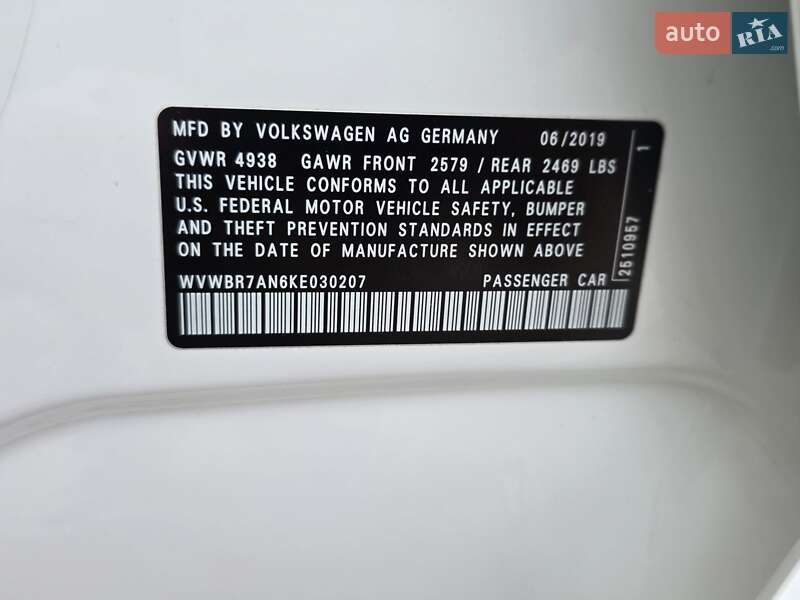 auto RIA .com
MFD BY VOLKSWAGEN AG GERMANY 06/2019
GVWR 4938 GAWR FRONT 2579 / REAR 2469 LBS
THIS VEHICLE CONFORMS TO ALL APPLICABLE
U.S. FEDERAL MOTOR VEHICLE SAFETY, BUMPER
AND THEFT PREVENTION STANDARDS IN EFFECT
ON THE DATE OF MANUFACTURE SHOWN ABOVE
WVWBR7AN6KE030207 PASSENGER CAR
2510957 1